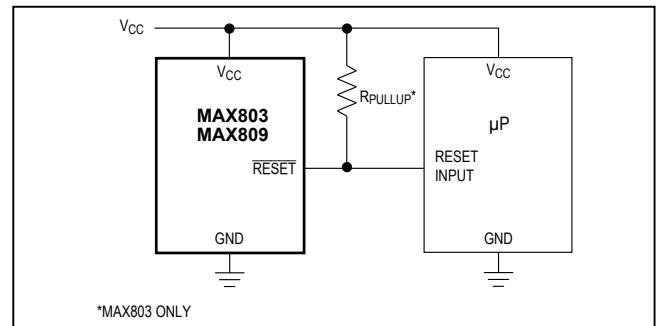 VCC
VCC
MAX803
MAX809
RESET
GND
RPULLUP*
VCC
µP
RESET
INPUT
GND
*MAX803 ONLY